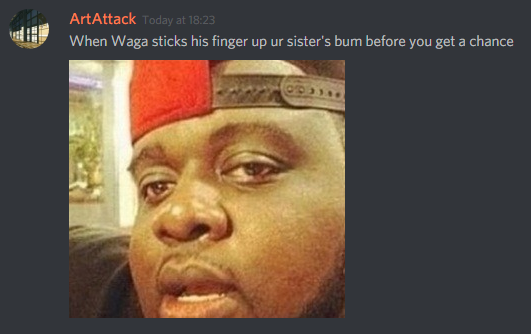 ArtAttack Today at 18:23
When Waga sticks his finger up ur sister's bum before you get a chance